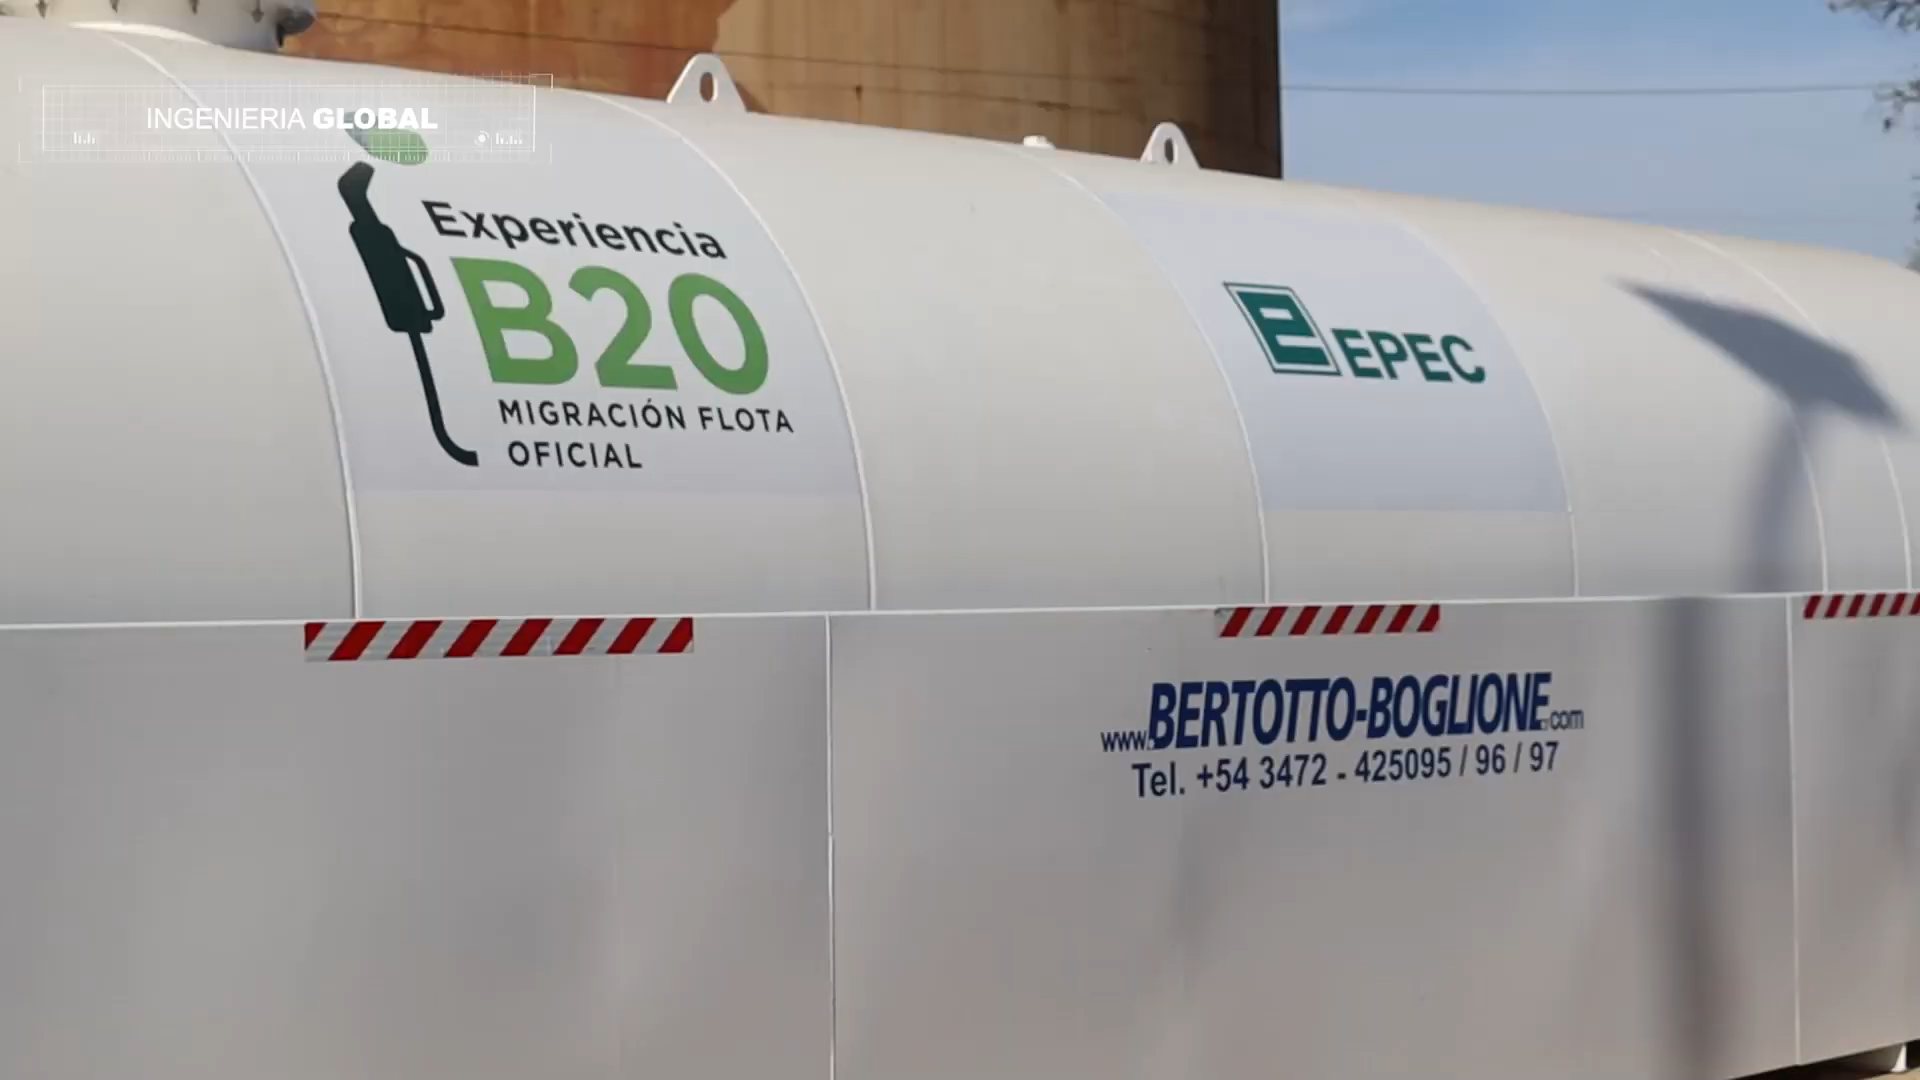 INGENIERIA GLOBAL
Experiencia
B20
MIGRACIÓN FLOTA
OFICIAL
EPEC
www.BERTOTTO-BOGLIONE.com
Tel. +54 3472 - 425095 / 96 / 97